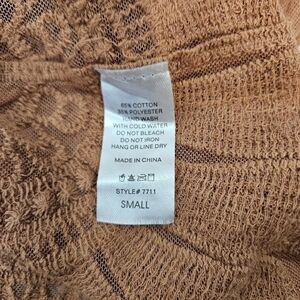 65% COTTON
35% POLYESTER
HAND WASH
WITH COLD WATER
DO NOT BLEACH
DO NOT IRON
HANG OR LINE DRY
MADE IN CHINA
STYLE# 7711
SMALL